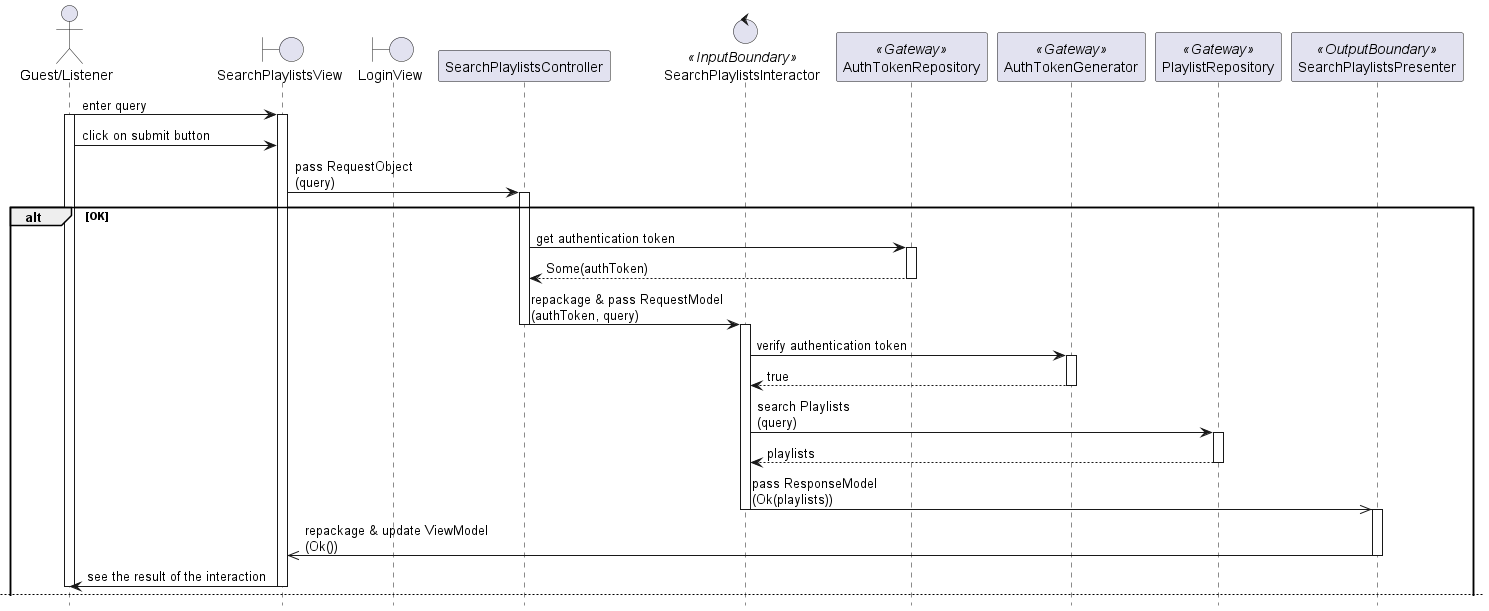 Guest/Listener
SearchPlaylistsView
LoginView
SearchPlaylistsController
«InputBoundary»
SearchPlaylistsInteractor
«Gateway»
AuthTokenRepository
«Gateway»
AuthTokenGenerator
«Gateway»
PlaylistRepository
«OutputBoundary»
SearchPlaylistsPresenter
enter query
click on submit button
pass RequestObject
(query)
alt
[OK]
get authentication token
Some(authToken)
repackage & pass RequestModel
(authToken, query)
verify authentication token
true
search Playlists
(query)
playlists
pass ResponseModel
(Ok(playlists))
repackage & update ViewModel
(Ok())
see the result of the interaction